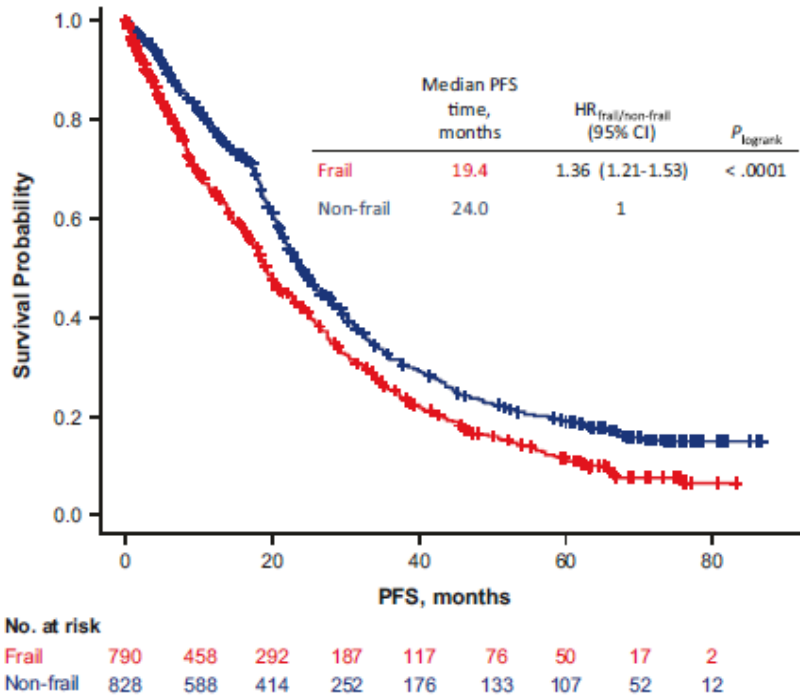 Median PFS
time,
months
HRfrail/non-frail
(95% CI)
Plogrank
Frail 19.4 1.36 (1.21-1.53) < .0001
Non-frail 24.0 1
Survival Probability
1.0
0.8
0.6
0.4
0.2
0.0
0 20 40 60 80
PFS, months
No. at risk
Frail 790 458 292 187 117 76 50 17 2
Non-frail 828 588 414 252 176 133 107 52 12